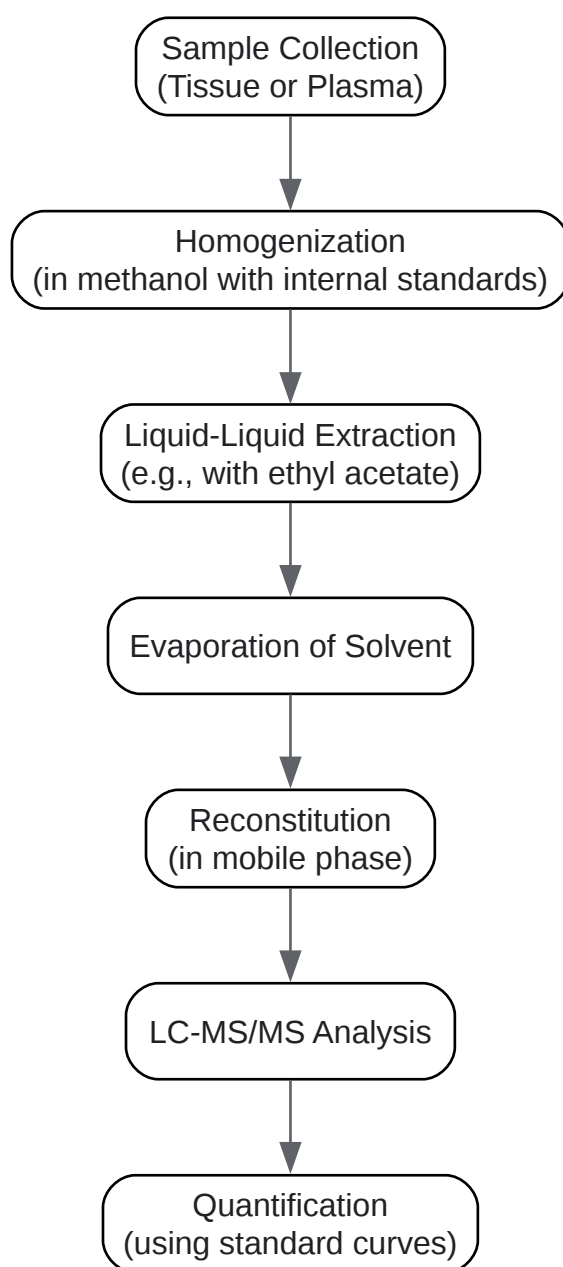 Sample Collection
(Tissue or Plasma)
Homogenization
(in methanol with internal standards)
Liquid-Liquid Extraction
(e.g., with ethyl acetate)
Evaporation of Solvent
Reconstitution
(in mobile phase)
LC-MS/MS Analysis
Quantification
(using standard curves)